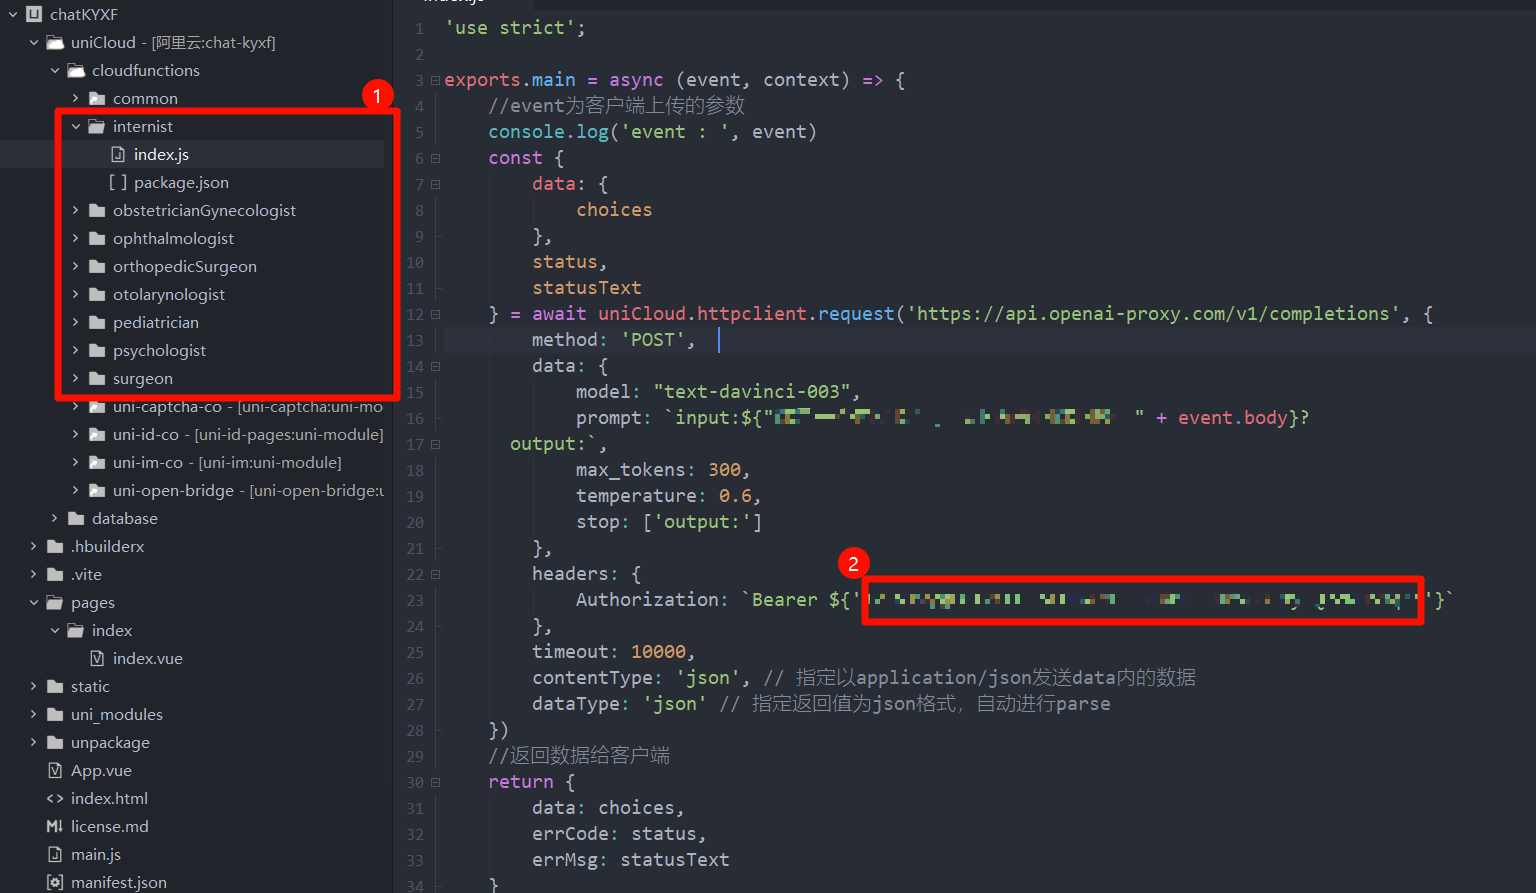 chatKYXF
uniCloud - [阿里云:chat-kyxf]
cloudfunctions
common
1
internist
index.js
package.json
obstetricianGynecologist
ophthalmologist
orthopedicSurgeon
otolarynologist
pediatrician
psychologist
surgeon
uni-captcha-co - [uni-captcha:uni-mo
uni-id-co - [uni-id-pages:uni-module]
uni-im-co - [uni-im:uni-module]
uni-open-bridge - [uni-open-bridge:u
database
.hbuilderx
.vite
pages
index
index.vue
static
uni_modules
unpackage
App.vue
index.html
license.md
main.js
manifest.json
index.js
1 'use strict';
2
3 exports.main = async (event, context) => {
4 //event为客户端上传的参数
5 console.log('event : ', event)
6 const {
7 data: {
8 choices
9 },
10 status,
11 statusText
12 } = await uniCloud.httpclient.request('https://api.openai-proxy.com/v1/completions', {
13 method: 'POST',
14 data: {
15 model: "text-davinci-003",
16 prompt: `input:${" " + event.body}?
17 output:`,
18 max_tokens: 300,
19 temperature: 0.6,
20 stop: ['output:']
21 },
2
22 headers: {
23 Authorization: `Bearer ${' '}`
24 },
25 timeout: 10000,
26 contentType: 'json', // 指定以application/json发送data内的数据
27 dataType: 'json' // 指定返回值为json格式，自动进行parse
28 })
29 //返回数据给客户端
30 return {
31 data: choices,
32 errCode: status,
33 errMsg: statusText
34 }